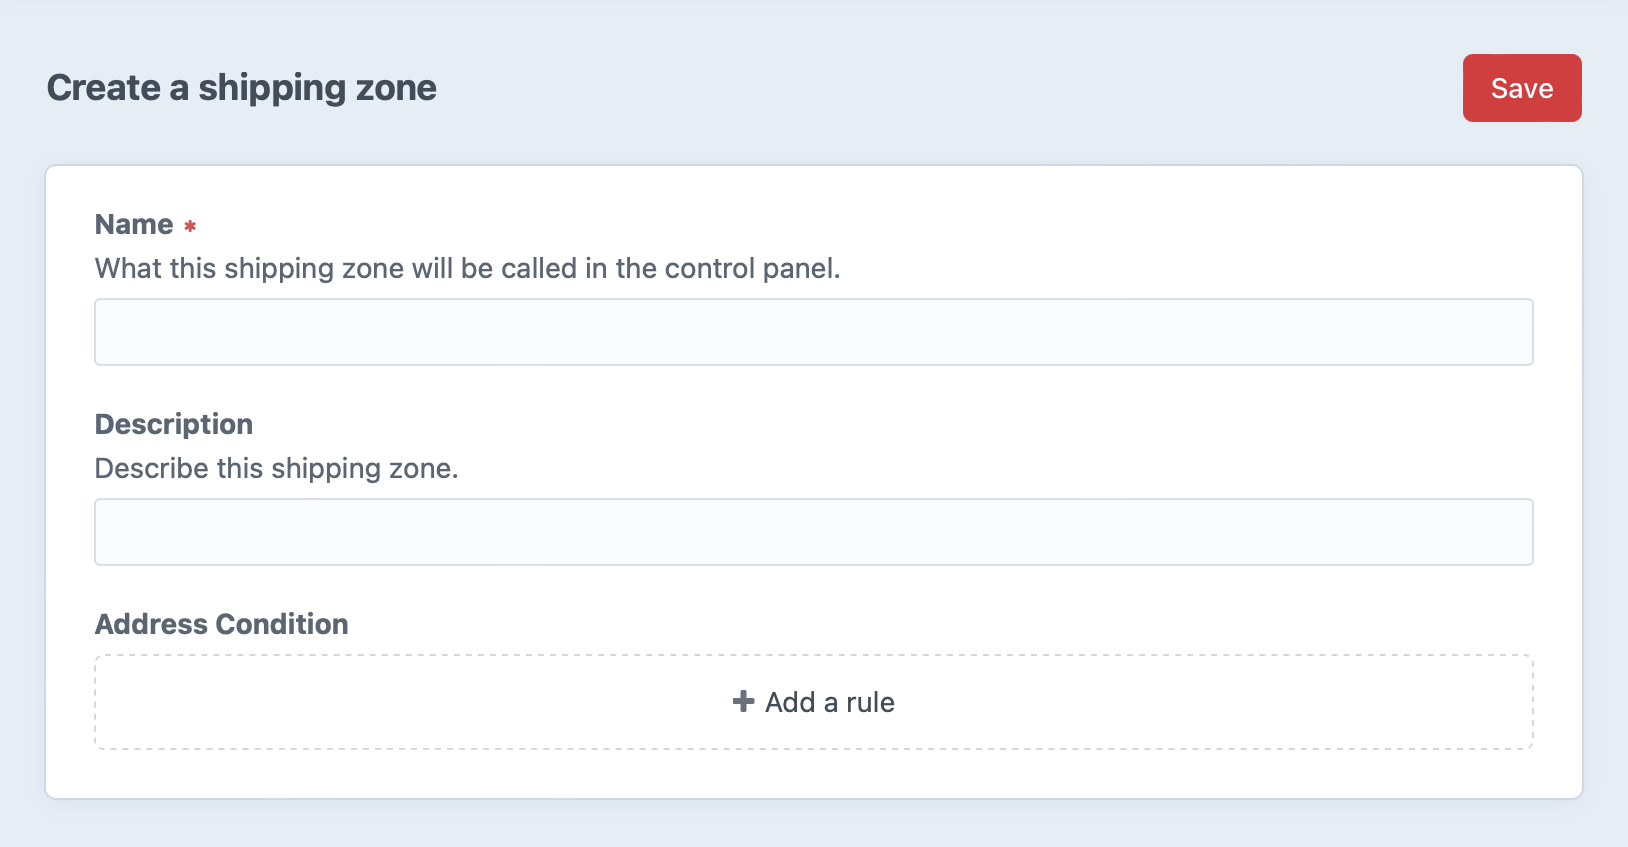 Create a shipping zone
Save
Name *
What this shipping zone will be called in the control panel.
Description
Describe this shipping zone.
Address Condition
+ Add a rule